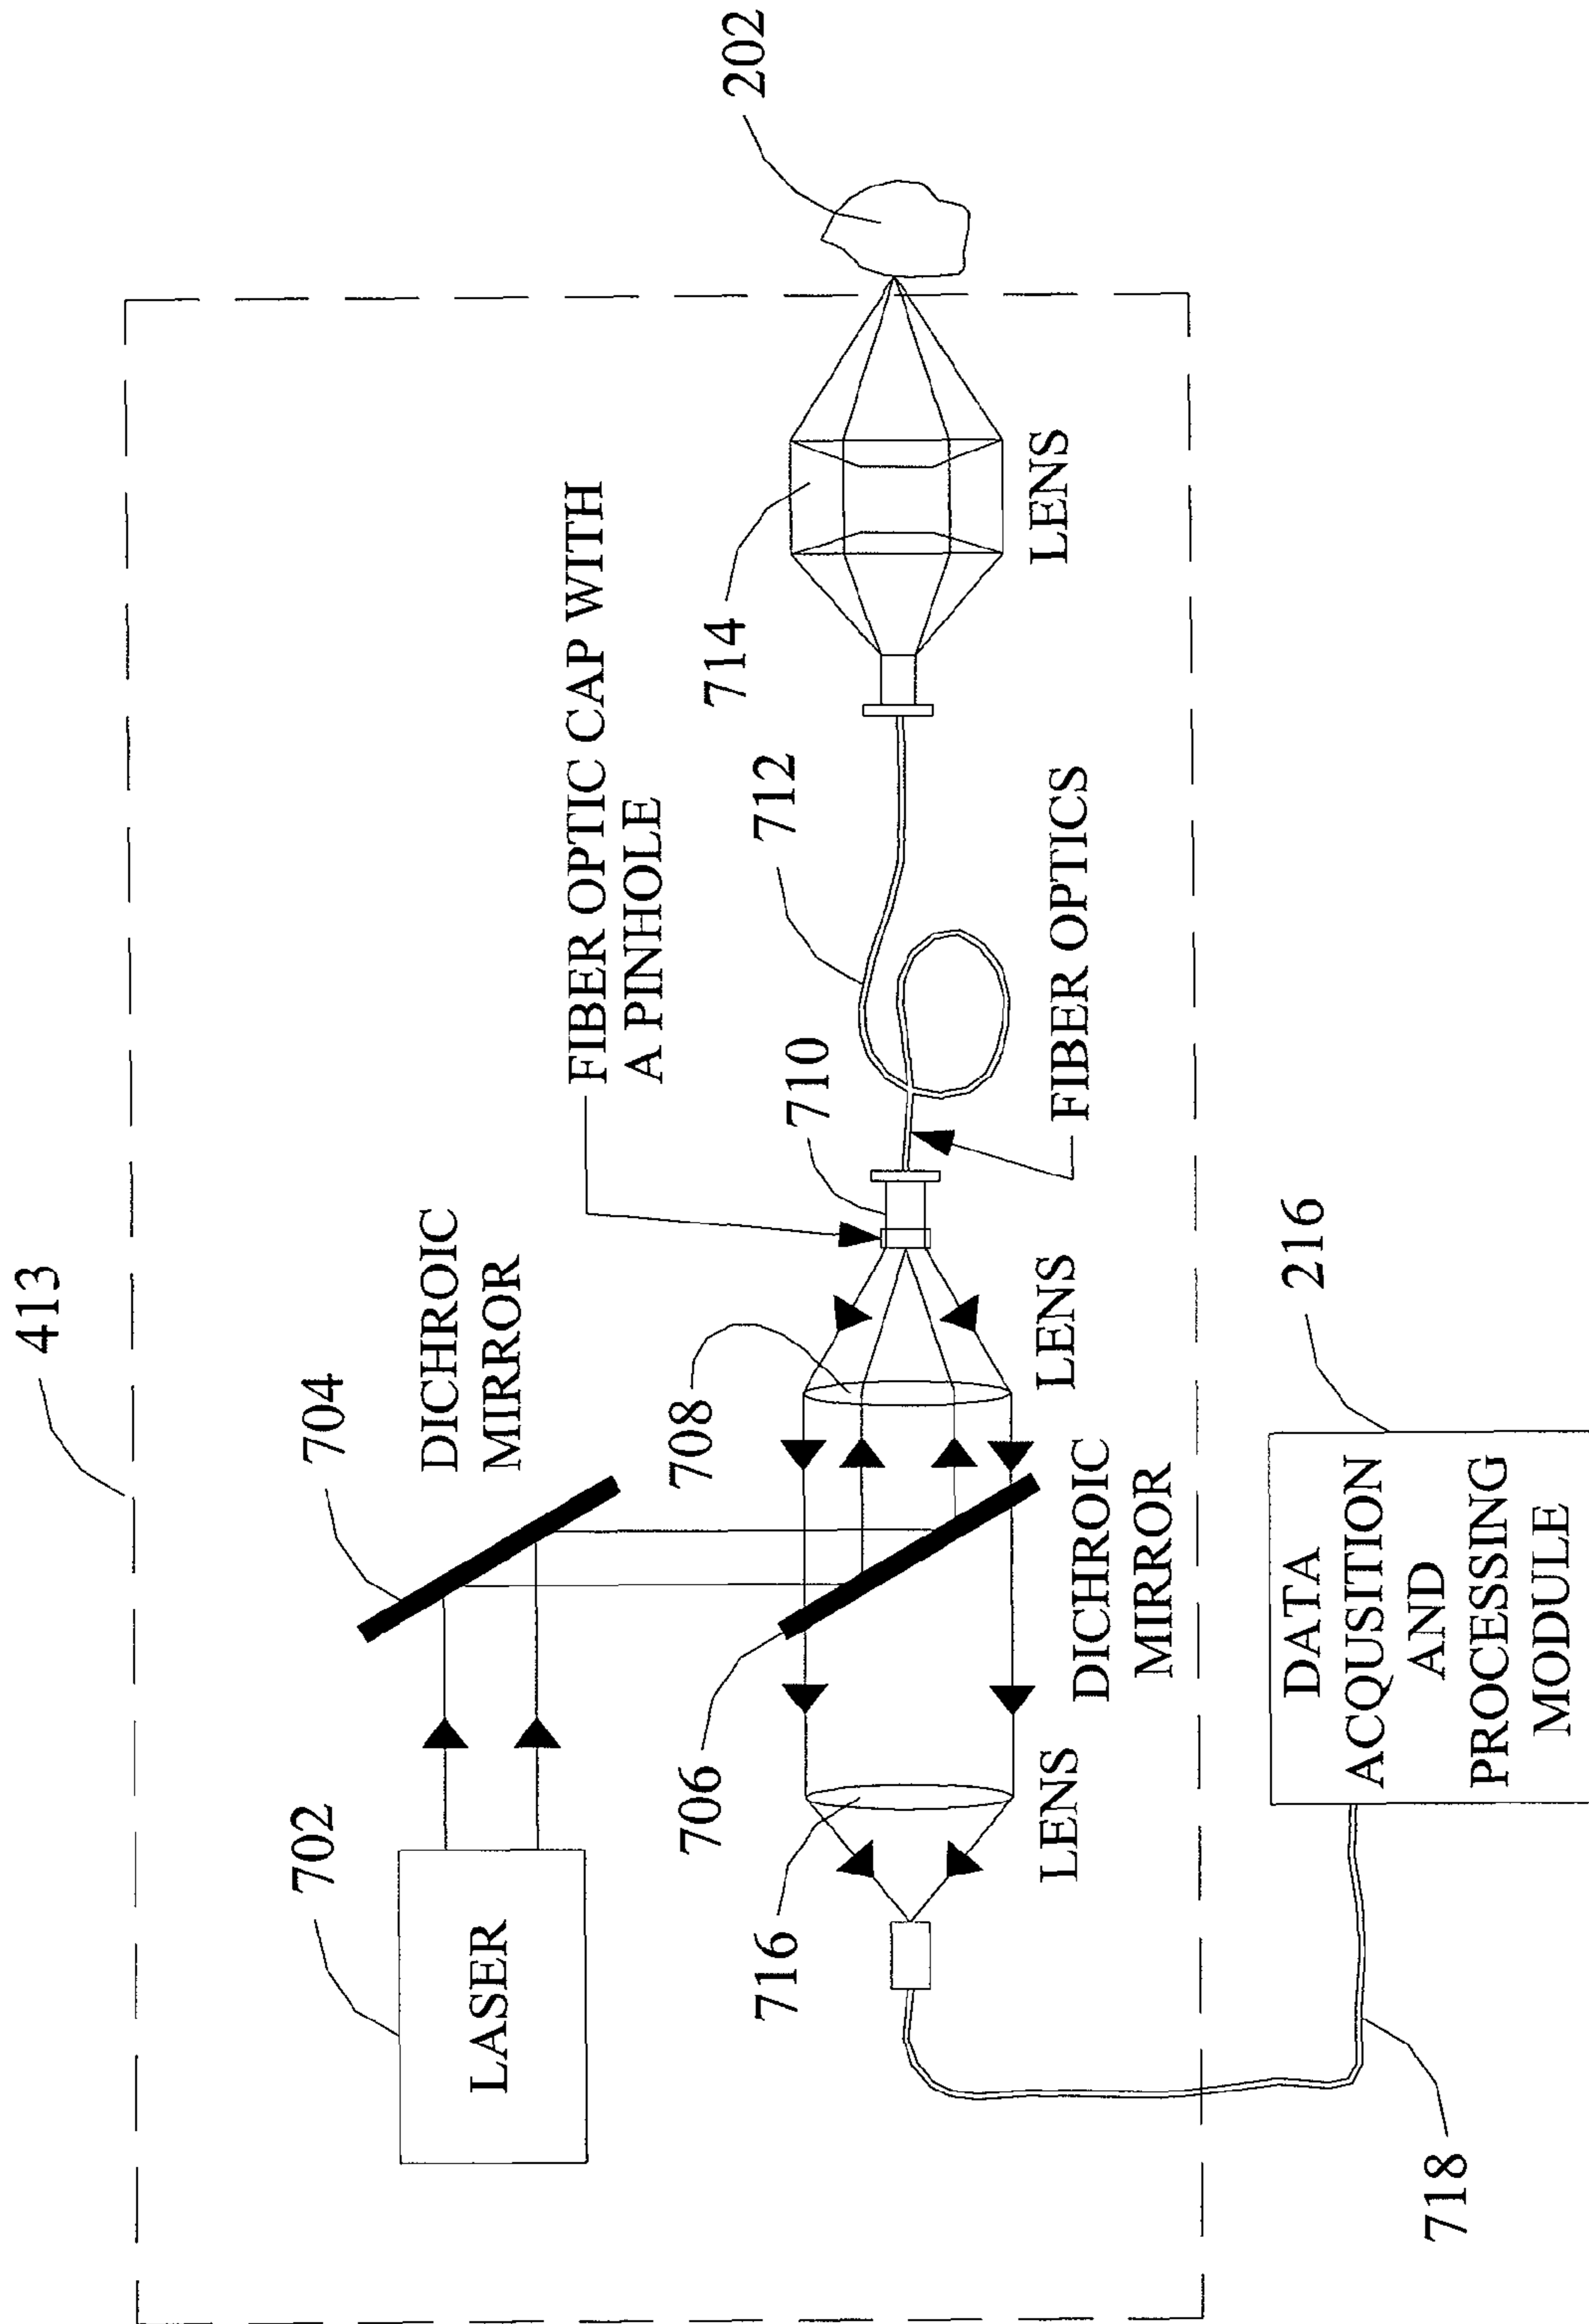 413
702
LASER
704
DICHROIC
MIRROR
FIBER OPTIC CAP WITH
A PINHOLE
706
716
708
710
712
714
202
LENS
DICHROIC
MIRROR
LENS
FIBER OPTICS
LENS
718
216
DATA
ACQUSITION
AND
PROCESSING
MODULE